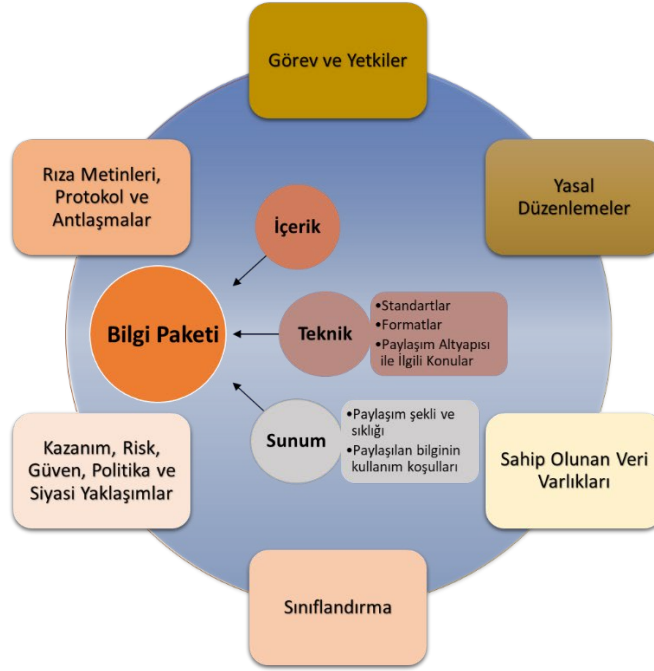 Görev ve Yetkiler
Rıza Metinleri,
Protokol ve
Antlaşmalar
Yasal
Düzenlemeler
İçerik
Bilgi Paketi
Teknik
•Standartlar
•Formatlar
•Paylaşım Altyapısı
ile İlgili Konular
Sunum
•Paylaşım şekli ve
sıklığı
•Paylaşılan bilginin
kullanım koşulları
Kazanım, Risk,
Güven, Politika ve
Siyasi Yaklaşımlar
Sahip Olunan Veri
Varlıkları
Sınıflandırma